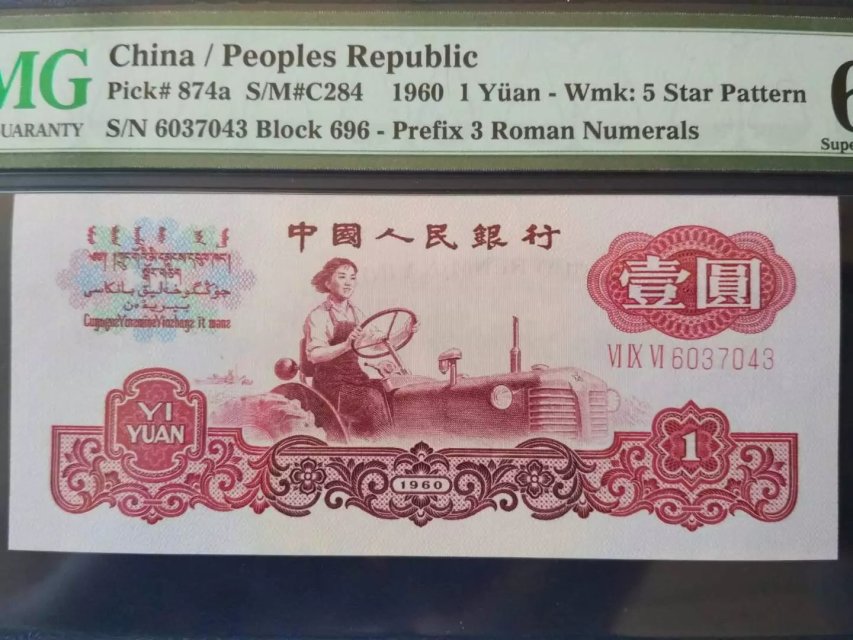 MG
China / Peoples Republic
Pick# 874a S/M#C284 1960 1 Yüan - Wmk: 5 Star Pattern
UARANTY
S/N 6037043 Block 696 - Prefix 3 Roman Numerals
6
Supe
中國人民銀行
壹圓
VI IX VI 6037043
YI
YUAN
1
1960